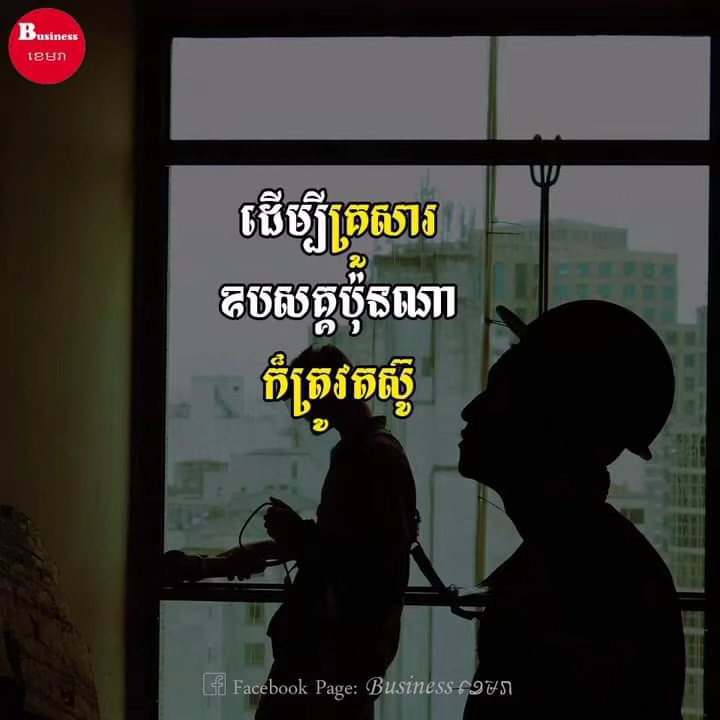 Business
ខេមរា
ដើម្បីគ្រួសារ
ឧបសគ្គប៉ុនណា
ក៏ត្រូវតស៊ូ
Facebook Page: Business ខេមរា